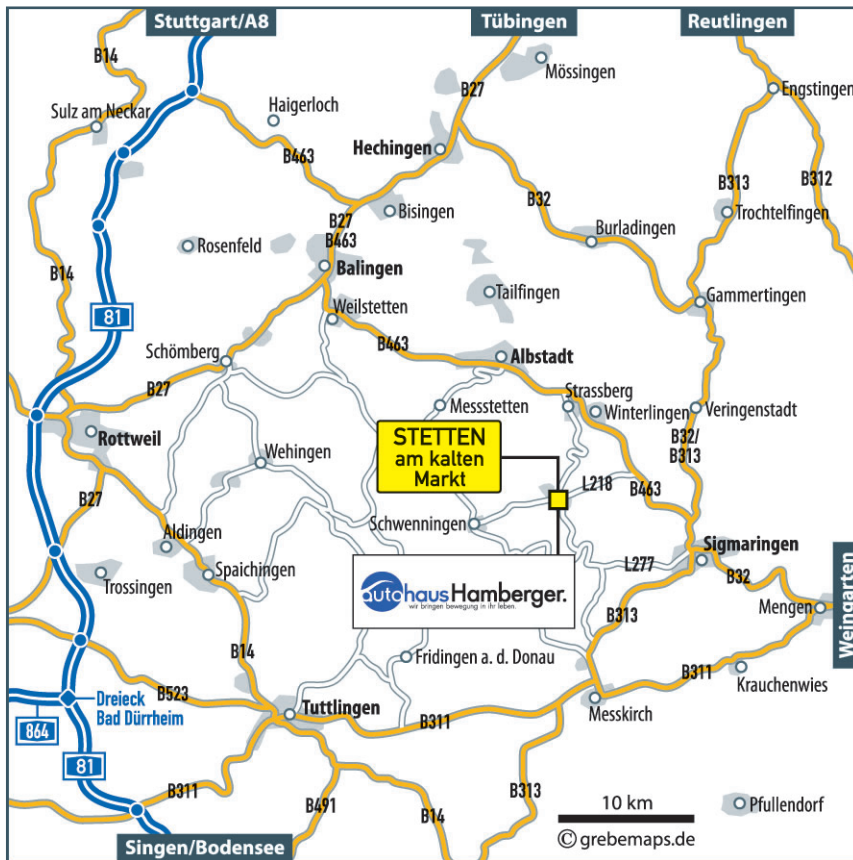 Stuttgart/A8
Tübingen
Reutlingen
B14
Mössingen
B27
Engstingen
Haigerloch
Sulz am Neckar
Hechingen
B463
B313
B312
B32
Bisingen
Trochtelfingen
B27
B463
Burladingen
Rosenfeld
B14
Balingen
Tailfingen
Gammertingen
81
Weilstetten
B463
Schömberg
Albstadt
B27
Strassberg
Messstetten
Winterlingen
Veringenstadt
Rottweil
STETTEN
am kalten
Markt
B32/
B313
Wehingen
L218
B463
B27
Schwenningen
Aldingen
Sigmaringen
L277
Trossingen
Spaichingen
B32
autohausHamberger.
wir bringen bewegung in ihr leben.
Mengen
Weingarten
B313
B14
Fridingen a. d. Donau
B311
Krauchenwies
B523
Dreieck
Bad Dürrheim
Tuttlingen
Messkirch
B311
864
81
B311
B491
B14
B313
10 km
Pfullendorf
© grebemaps.de
Singen/Bodensee